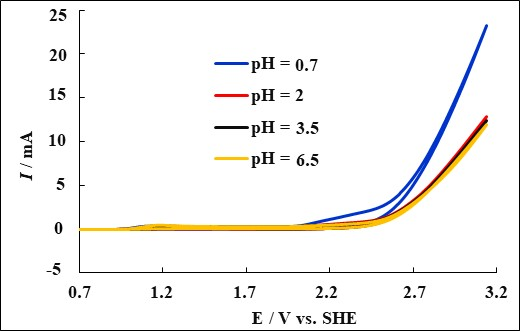 25
20
15
10
5
0
-5
I / mA
pH = 0.7
pH = 2
pH = 3.5
pH = 6.5
0.7 1.2 1.7 2.2 2.7 3.2
E / V vs. SHE